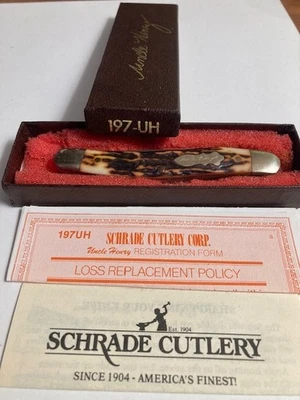 Uncle Henry
197-UH
197UH
SCHRADE CUTLERY CORP.
Uncle Henry REGISTRATION FORM
LOSS REPLACEMENT POLICY
Est. 1904
SCHRADE CUTLERY
SINCE 1904 - AMERICA'S FINEST!